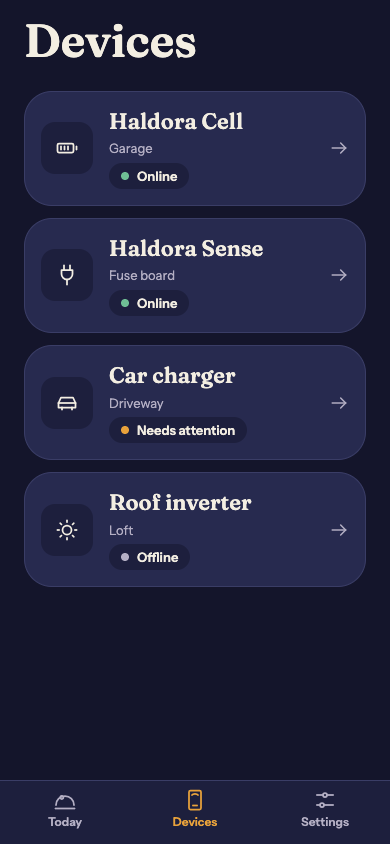 Devices
Haldora Cell
Garage
Online
Haldora Sense
Fuse board
Online
Car charger
Driveway
Needs attention
Roof inverter
Loft
Offline
Today
Devices
Settings